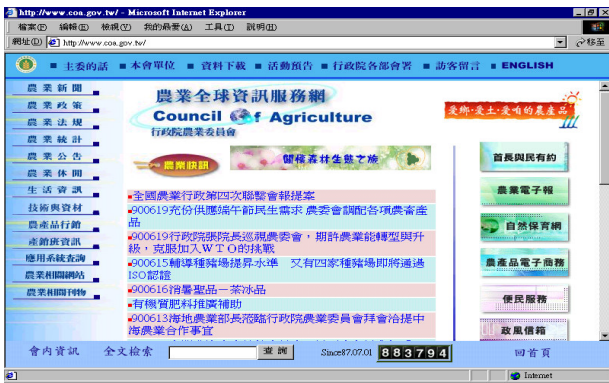 http://www.coa.gov.tw/ - Microsoft Internet Explorer
檔案(F) 編輯(E) 檢視(V) 我的最愛(A) 工具(T) 說明(H)
網址(D) http://www.coa.gov.tw/ 移至
主委的話 本會單位 資料下載 活動預告 行政院各部會署 訪客留言 ENGLISH
農業新聞
農業政策
農業法規
農業統計
農業公告
農業休閒
生活資訊
技術與資材
農產品行銷
產銷班資訊
應用系統查詢
農業相關網站
農業相關刊物
農業全球資訊服務網
Council of Agriculture
行政院農業委員會
愛鄉·愛土·愛咱的農產品
農業快訊
關懷森林生態之旅
全國農業行政第四次聯繫會報提案
900619充份供應端午節民生需求 農委會調配各項農畜產
品
900619行政院張院長巡視農委會，期許農業能轉型與升
級，克服加入WTO的挑戰
900615輔導種豬場提昇水準 又有四家種豬場即將通過
ISO認證
900616消暑聖品－茶冰品
有機質肥料推廣補助
900613海地農業部長蒞臨行政院農業委員會拜會洽提中
海農業合作事宜
首長與民有約
農業電子報
自然保育網
農產品電子商務
便民服務
政風信箱
會內資訊 全文檢索 查詢 Since87.07.01 883794 回首頁
Internet